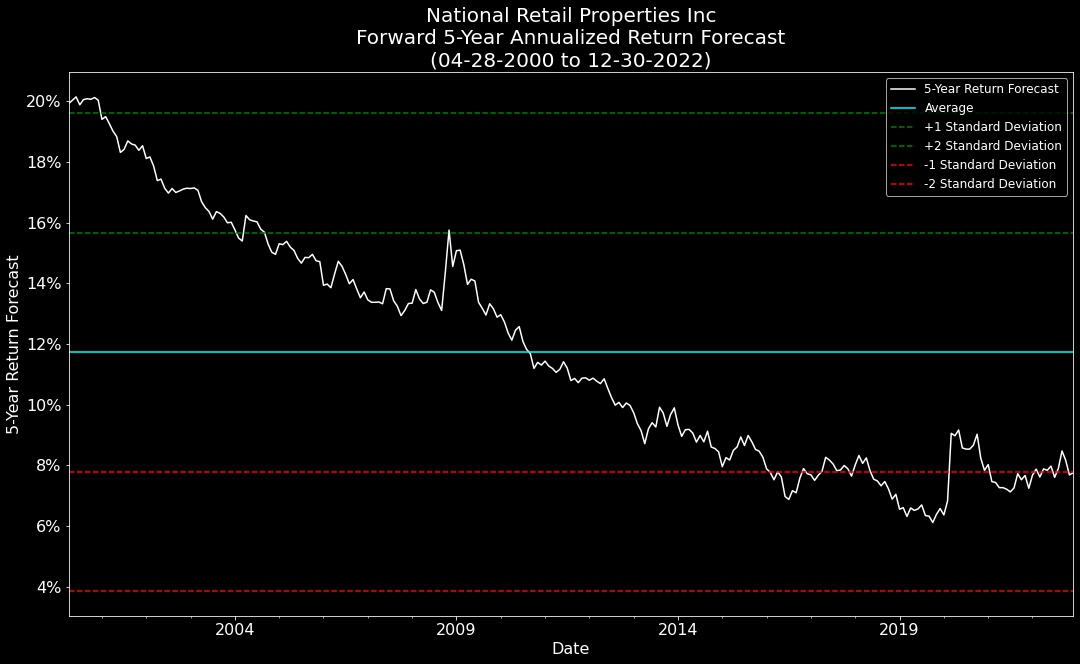 National Retail Properties Inc
Forward 5-Year Annualized Return Forecast
(04-28-2000 to 12-30-2022)
5-Year Return Forecast
Average
+1 Standard Deviation
+2 Standard Deviation
-1 Standard Deviation
-2 Standard Deviation
20%
18%
16%
14%
12%
10%
8%
6%
4%
5-Year Return Forecast
2004
2009
2014
2019
Date